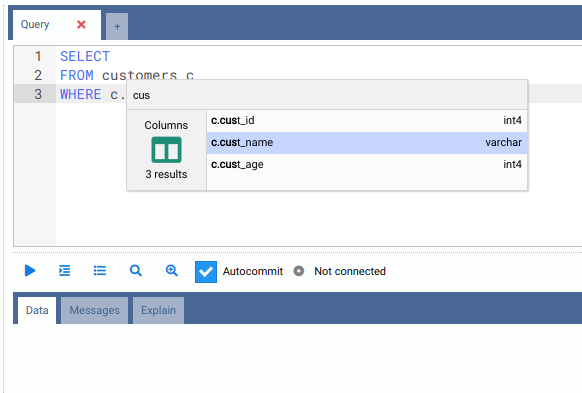 Query
+
1 SELECT
2 FROM customers c
3 WHERE c.
cus
Columns
3 results
c.cust_id int4
c.cust_name varchar
c.cust_age int4
Autocommit Not connected
Data Messages Explain